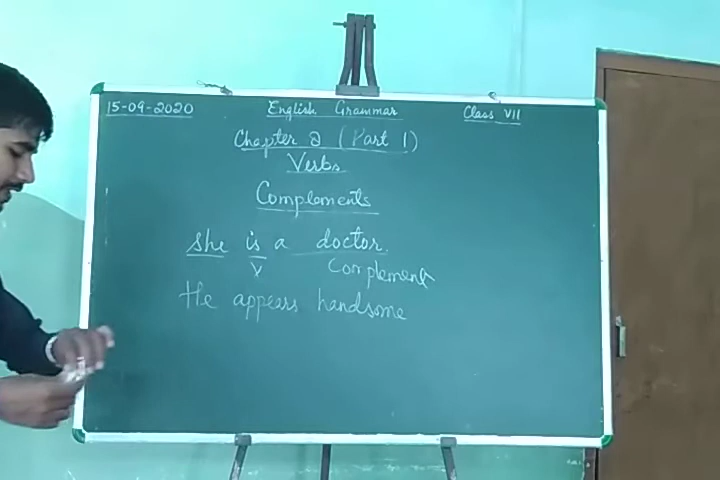 15-09-2020 English Grammar Class VII
Chapter 2 (Part 1)
Verbs
Complements
She is a doctor.
V Complement
He appears handsome